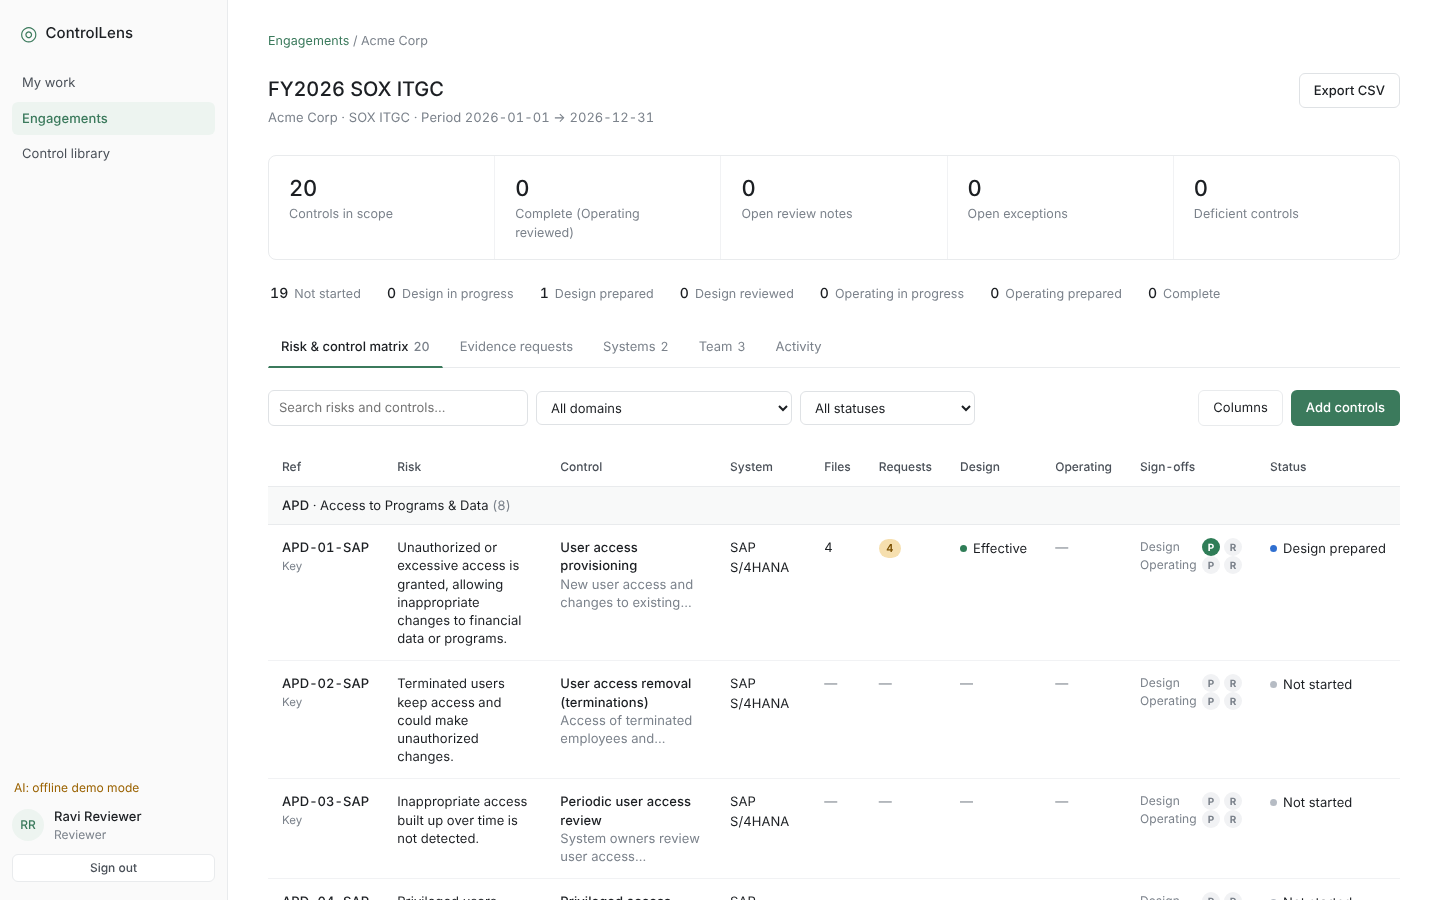 ControlLens
My work
Engagements
Control library
AI: offline demo mode
RR
Ravi Reviewer
Reviewer
Sign out
Engagements / Acme Corp
FY2026 SOX ITGC
Acme Corp · SOX ITGC · Period 2026-01-01 → 2026-12-31
Export CSV
20
Controls in scope
0
Complete (Operating
reviewed)
0
Open review notes
0
Open exceptions
0
Deficient controls
19 Not started
0 Design in progress
1 Design prepared
0 Design reviewed
0 Operating in progress
0 Operating prepared
0 Complete
Risk & control matrix 20
Evidence requests
Systems 2
Team 3
Activity
Search risks and controls...
All domains
All statuses
Columns
Add controls
Ref
Risk
Control
System
Files
Requests
Design
Operating
Sign-offs
Status
APD · Access to Programs & Data (8)
APD-01-SAP
Key
Unauthorized or
excessive access is
granted, allowing
inappropriate
changes to financial
data or programs.
User access
provisioning
New user access and
changes to existing...
SAP
S/4HANA
4
4
Effective
—
Design P R
Operating P R
Design prepared
APD-02-SAP
Key
Terminated users
keep access and
could make
unauthorized
changes.
User access removal
(terminations)
Access of terminated
employees and...
SAP
S/4HANA
—
—
—
—
Design P R
Operating P R
Not started
APD-03-SAP
Key
Inappropriate access
built up over time is
not detected.
Periodic user access
review
System owners review
user access...
SAP
S/4HANA
—
—
—
—
Design P R
Operating P R
Not started